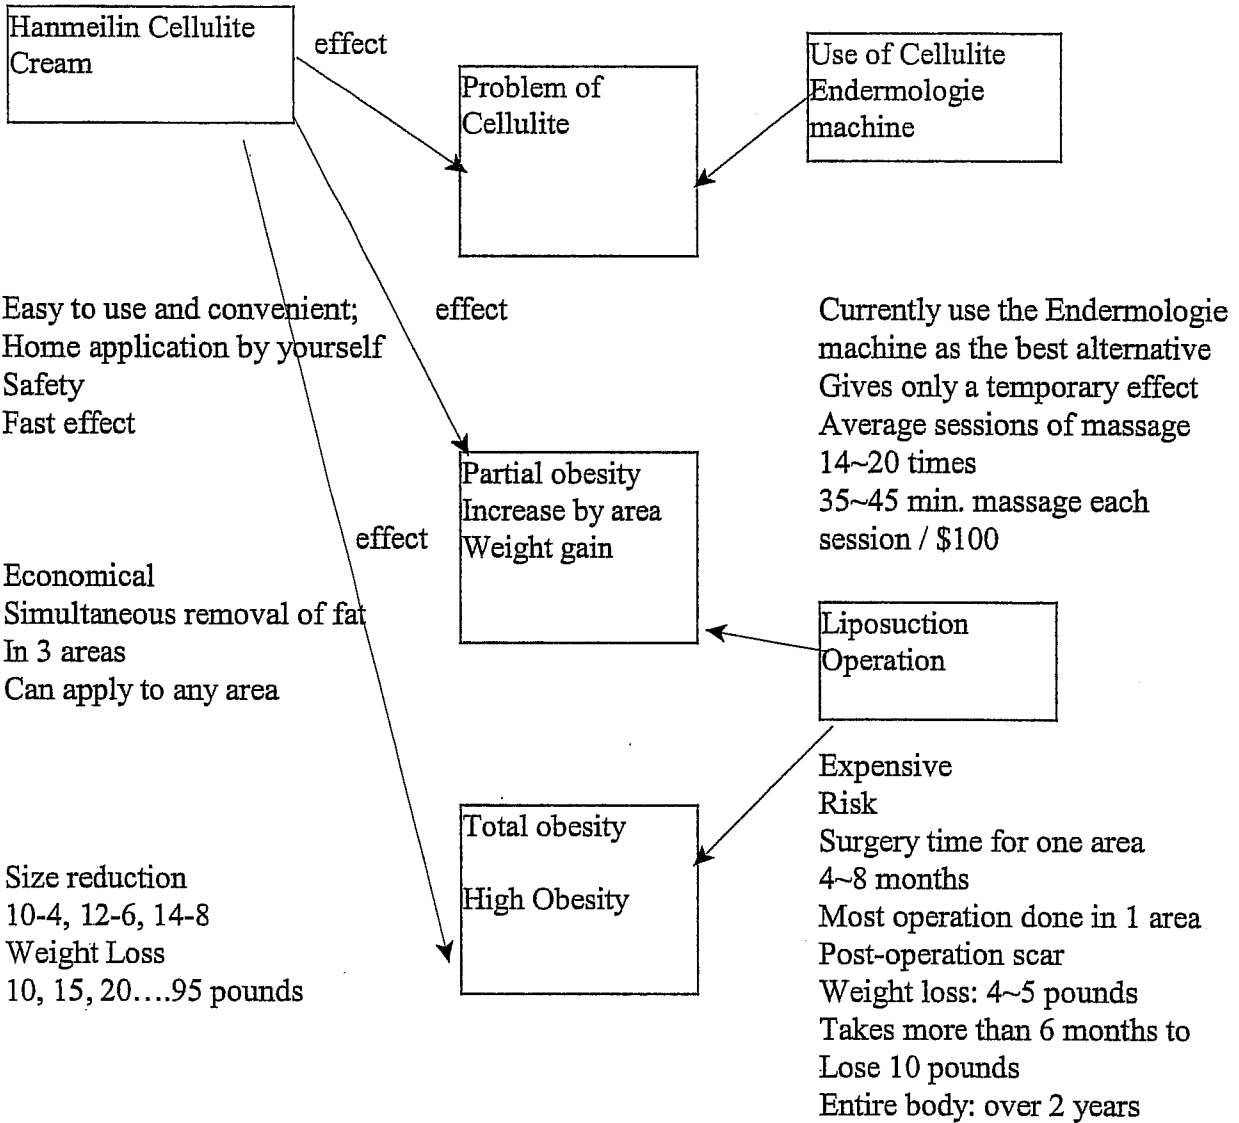 Hanmeilin Cellulite
Cream
effect
Problem of
Cellulite
Use of Cellulite
Endermologie
machine
Easy to use and convenient;
Home application by yourself
Safety
Fast effect
effect
Currently use the Endermologie
machine as the best alternative
Gives only a temporary effect
Average sessions of massage
14~20 times
35~45 min. massage each
session / $100
Partial obesity
Increase by area
Weight gain
effect
Economical
Simultaneous removal of fat
In 3 areas
Can apply to any area
Liposuction
Operation
Total obesity
High Obesity
Size reduction
10-4, 12-6, 14-8
Weight Loss
10, 15, 20....95 pounds
Expensive
Risk
Surgery time for one area
4~8 months
Most operation done in 1 area
Post-operation scar
Weight loss: 4~5 pounds
Takes more than 6 months to
Lose 10 pounds
Entire body: over 2 years